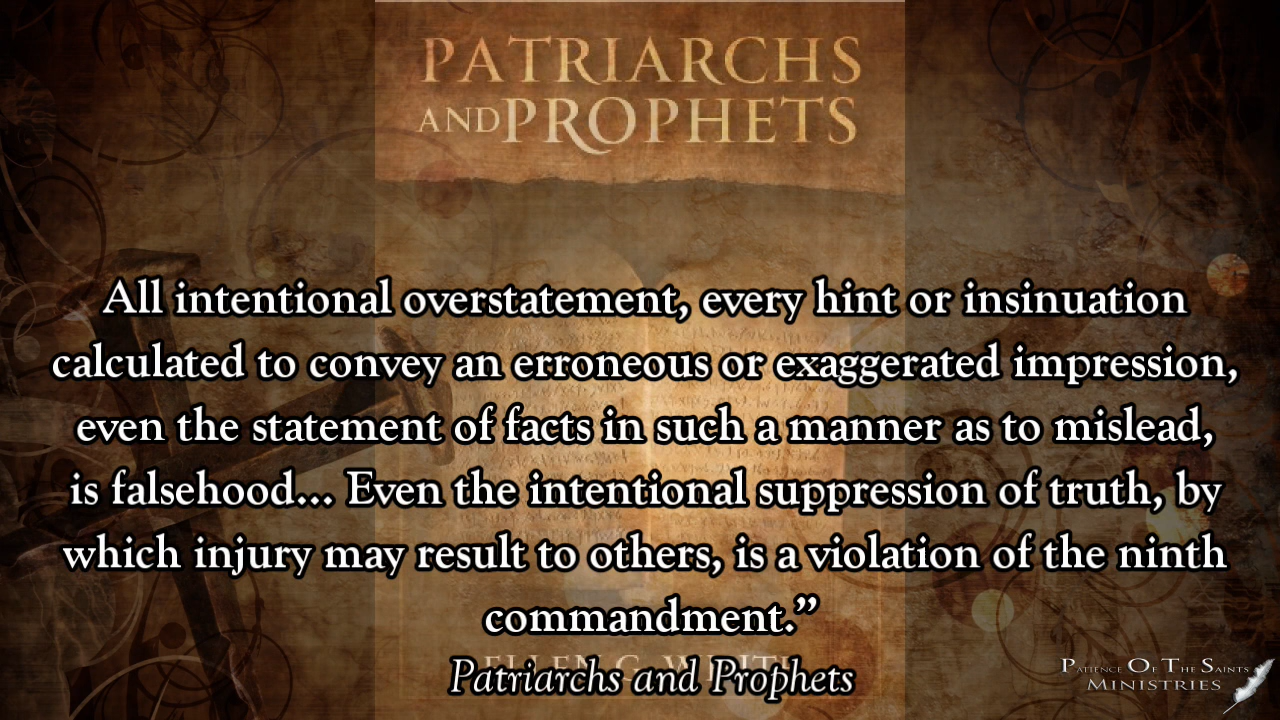 PATRIARCHS
AND PROPHETS
All intentional overstatement, every hint or insinuation
calculated to convey an erroneous or exaggerated impression,
even the statement of facts in such a manner as to mislead,
is falsehood... Even the intentional suppression of truth, by
which injury may result to others, is a violation of the ninth
commandment.”
ELLEN G. WHITE
Patriarchs and Prophets
PATIENCE OF THE SAINTS
MINISTRIES